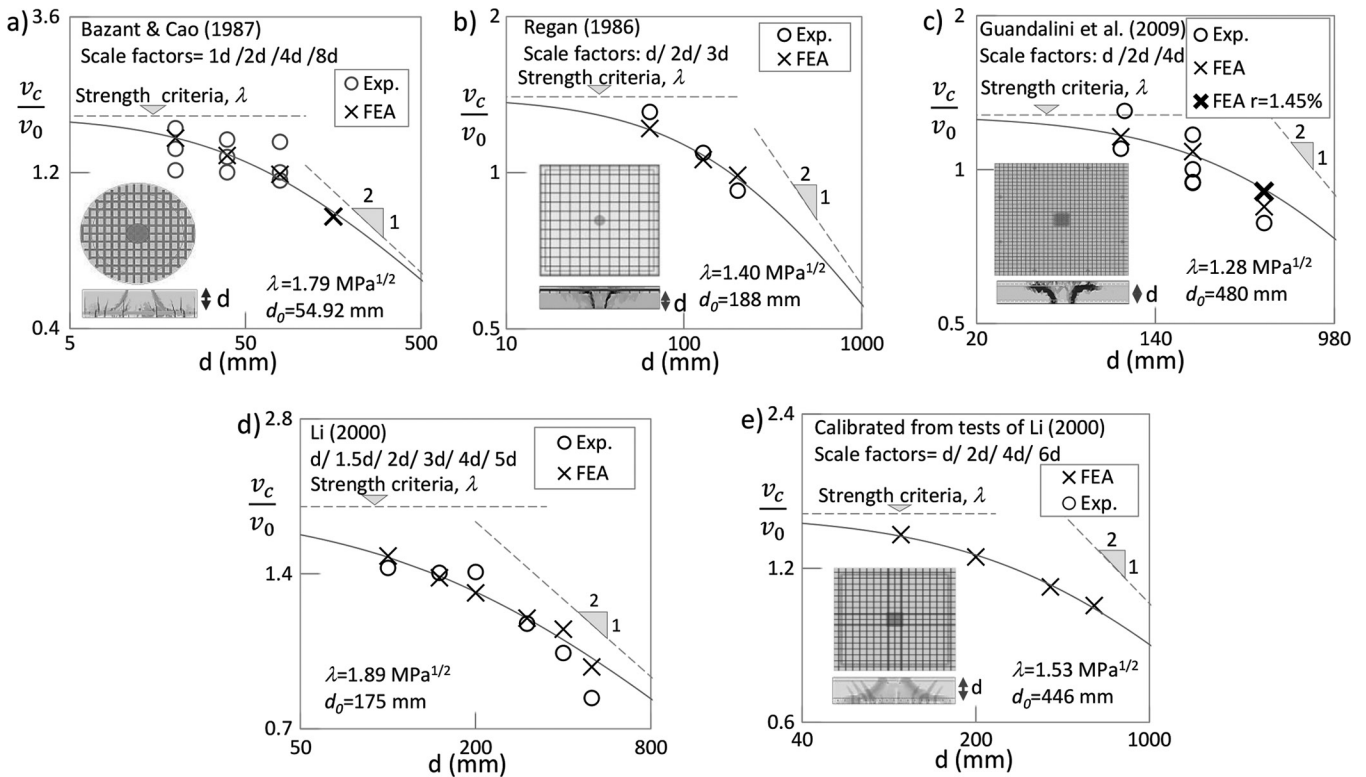 a)
3.6
Bazant & Cao (1987)
Scale factors= 1d /2d /4d /8d
Exp.
FEA
v_c
v_0
Strength criteria, λ
1.2
2
1
λ=1.79 MPa^{1/2}
d_0=54.92 mm
d
0.4
5
50
500
d (mm)
b)
2
Regan (1986)
Scale factors: d/ 2d/ 3d
Exp.
FEA
Strength criteria, λ
v_c
v_0
1
2
1
λ=1.40 MPa^{1/2}
d_0=188 mm
d
0.5
10
100
1000
d (mm)
c)
2
Guandalini et al. (2009)
Scale factors: d /2d /4d
Exp.
FEA
FEA r=1.45%
Strength criteria, λ
v_c
v_0
1
2
1
λ=1.28 MPa^{1/2}
d_0=480 mm
d
0.5
20
140
980
d (mm)
d)
2.8
Li (2000)
d/ 1.5d/ 2d/ 3d/ 4d/ 5d
Exp.
FEA
Strength criteria, λ
v_c
v_0
1.4
2
1
λ=1.89 MPa^{1/2}
d_0=175 mm
0.7
50
200
800
d (mm)
e)
2.4
Calibrated from tests of Li (2000)
Scale factors= d/ 2d/ 4d/ 6d
FEA
Exp.
Strength criteria, λ
v_c
v_0
1.2
2
1
λ=1.53 MPa^{1/2}
d_0=446 mm
d
0.6
40
200
1000
d (mm)